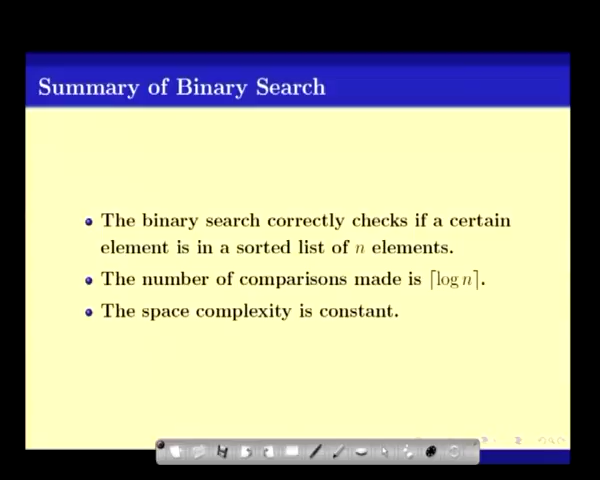 Summary of Binary Search
The binary search correctly checks if a certain
element is in a sorted list of n elements.
The number of comparisons made is ⌈log n⌉.
The space complexity is constant.